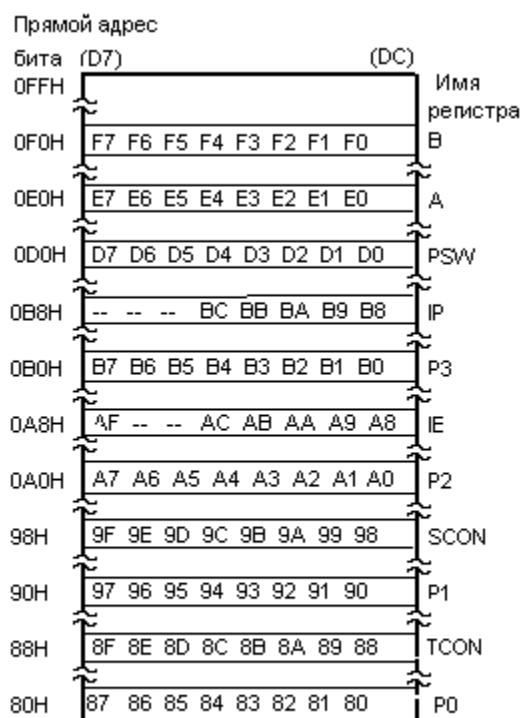 Прямой адрес
бита (D7) (DC)
0FFH Имя
регистра
0F0H F7 F6 F5 F4 F3 F2 F1 F0 B
0E0H E7 E6 E5 E4 E3 E2 E1 E0 A
0D0H D7 D6 D5 D4 D3 D2 D1 D0 PSW
0B8H -- -- -- BC BB BA B9 B8 IP
0B0H B7 B6 B5 B4 B3 B2 B1 B0 P3
0A8H AF -- -- AC AB AA A9 A8 IE
0A0H A7 A6 A5 A4 A3 A2 A1 A0 P2
98H 9F 9E 9D 9C 9B 9A 99 98 SCON
90H 97 96 95 94 93 92 91 90 P1
88H 8F 8E 8D 8C 8B 8A 89 88 TCON
80H 87 86 85 84 83 82 81 80 P0